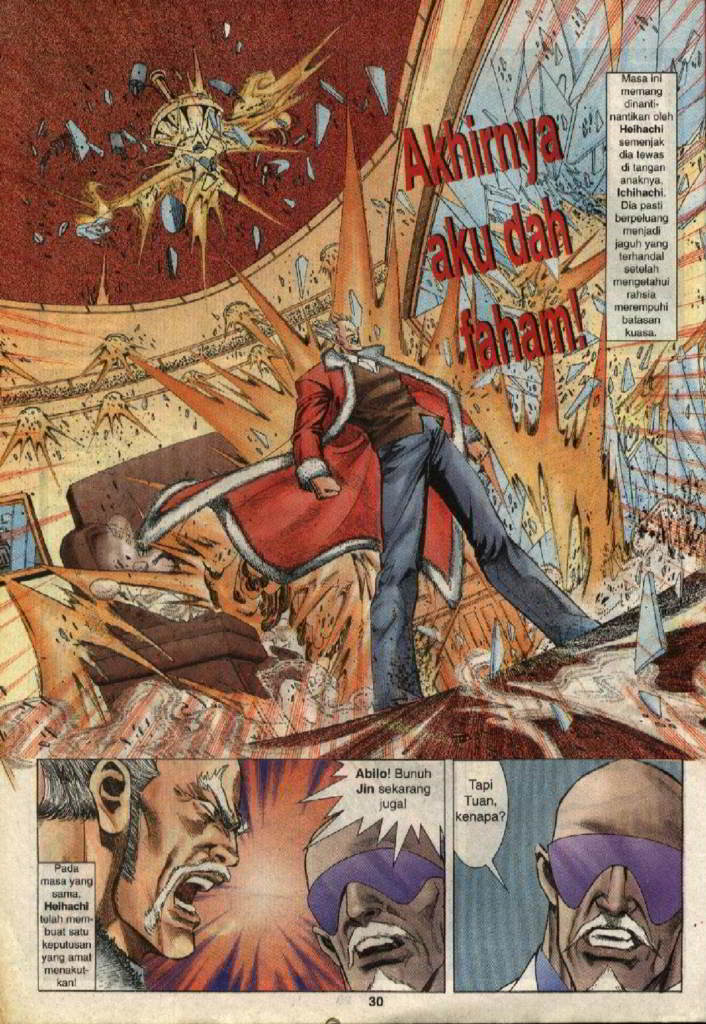 Akhirnya
aku dah
faham!
Masa ini
memang
dinanti-
nantikan oleh
Heihachi
semenjak
dia tewas
di tangan
anaknya,
Ichihachi.
Dia pasti
berpeluang
menjadi
jaguh yang
terhandal
setelah
mengetahui
rahsia
merempuhi
batasan
kuasa.
Pada
masa yang
sama,
Heihachi
telah mem-
buat satu
keputusan
yang amat
menakut-
kan!
Abilo! Bunuh
Jin sekarang
juga!
Tapi
Tuan,
kenapa?
30